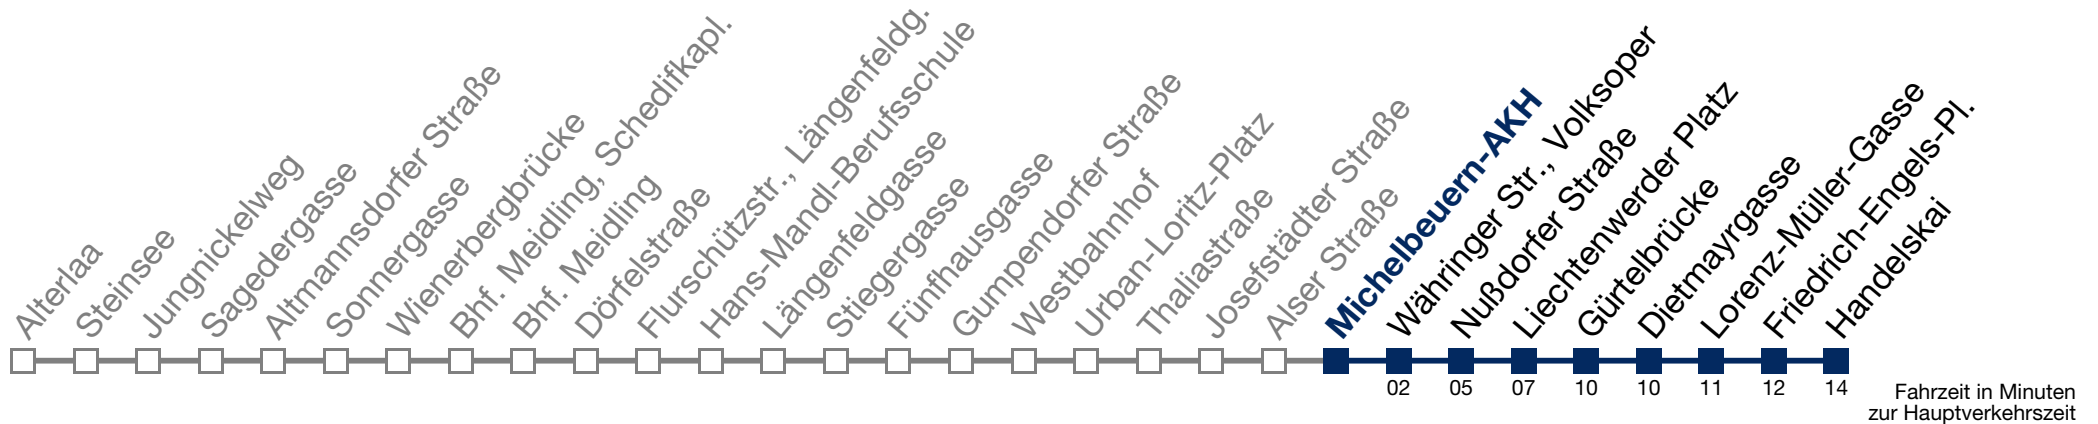 Alterlaa
Steinsee
Jungnickelweg
Sagedergasse
Altmannsdorfer Straße
Sonnergasse
Wienerbergbrücke
Bhf. Meidling, Schedifkapl.
Bhf. Meidling
Dörfelstraße
Flurschützstr., Längenfeldg.
Hans-Mandl-Berufsschule
Längenfeldgasse
Stiegergasse
Fünfhausgasse
Gumpendorfer Straße
Westbahnhof
Urban-Loritz-Platz
Thaliastraße
Josefstädter Straße
Alser Straße
Michelbeuern-AKH
Währinger Str., Volksoper
Nußdorfer Straße
Liechtenwerder Platz
Gürtelbrücke
Dietmayrgasse
Lorenz-Müller-Gasse
Friedrich-Engels-Pl.
Handelskai
02 05 07 10 10 11 12 14
Fahrzeit in Minuten
zur Hauptverkehrszeit